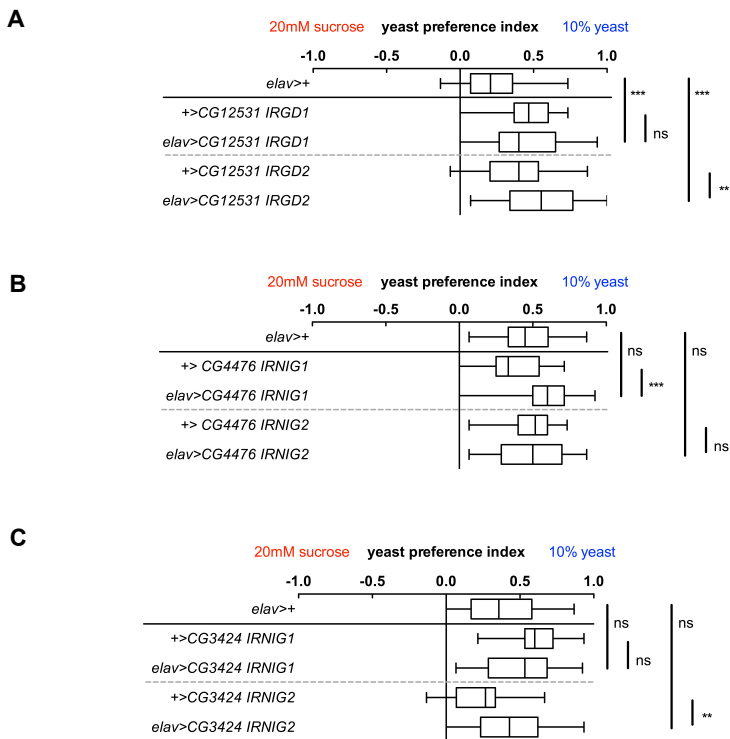 A
20mM sucrose yeast preference index 10% yeast
-1.0 -0.5 0.0 0.5 1.0
elav>+
***
***
+>CG12531 IRGD1
elav>CG12531 IRGD1
ns
+>CG12531 IRGD2
elav>CG12531 IRGD2
**
B
20mM sucrose yeast preference index 10% yeast
-1.0 -0.5 0.0 0.5 1.0
elav>+
ns
ns
+> CG4476 IRNIG1
elav>CG4476 IRNIG1
***
+> CG4476 IRNIG2
elav>CG4476 IRNIG2
ns
C
20mM sucrose yeast preference index 10% yeast
-1.0 -0.5 0.0 0.5 1.0
elav>+
ns
ns
+>CG3424 IRNIG1
elav>CG3424 IRNIG1
ns
+>CG3424 IRNIG2
elav>CG3424 IRNIG2
**